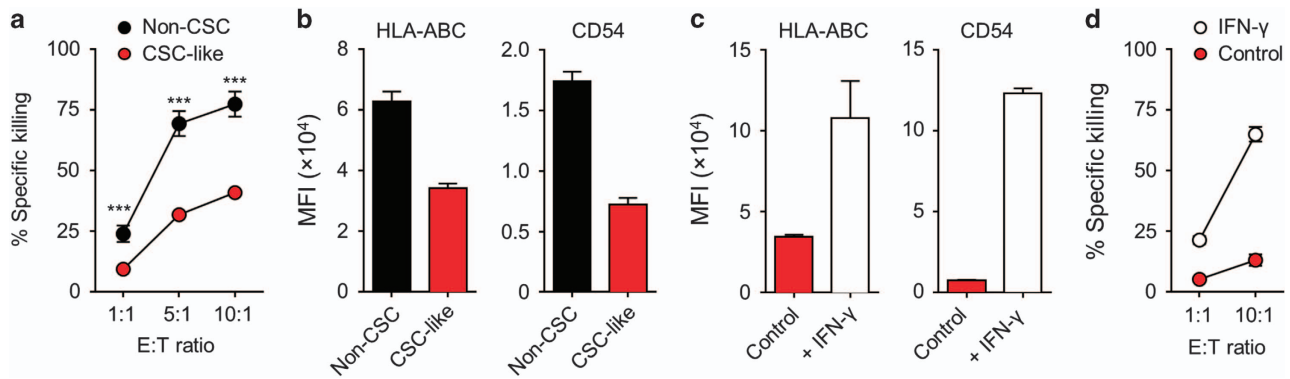 a
Non-CSC
CSC-like
% Specific killing
100
75
50
25
0
***
***
***
1:1 5:1 10:1
E:T ratio
b
HLA-ABC
MFI (×10⁴)
8
6
4
2
0
Non-CSC
CSC-like
CD54
2.0
1.5
1.0
0.5
0
Non-CSC
CSC-like
c
HLA-ABC
MFI (×10⁴)
15
10
5
0
Control
+ IFN-γ
CD54
15
10
5
0
Control
+ IFN-γ
d
IFN-γ
Control
% Specific killing
100
75
50
25
0
1:1 10:1
E:T ratio